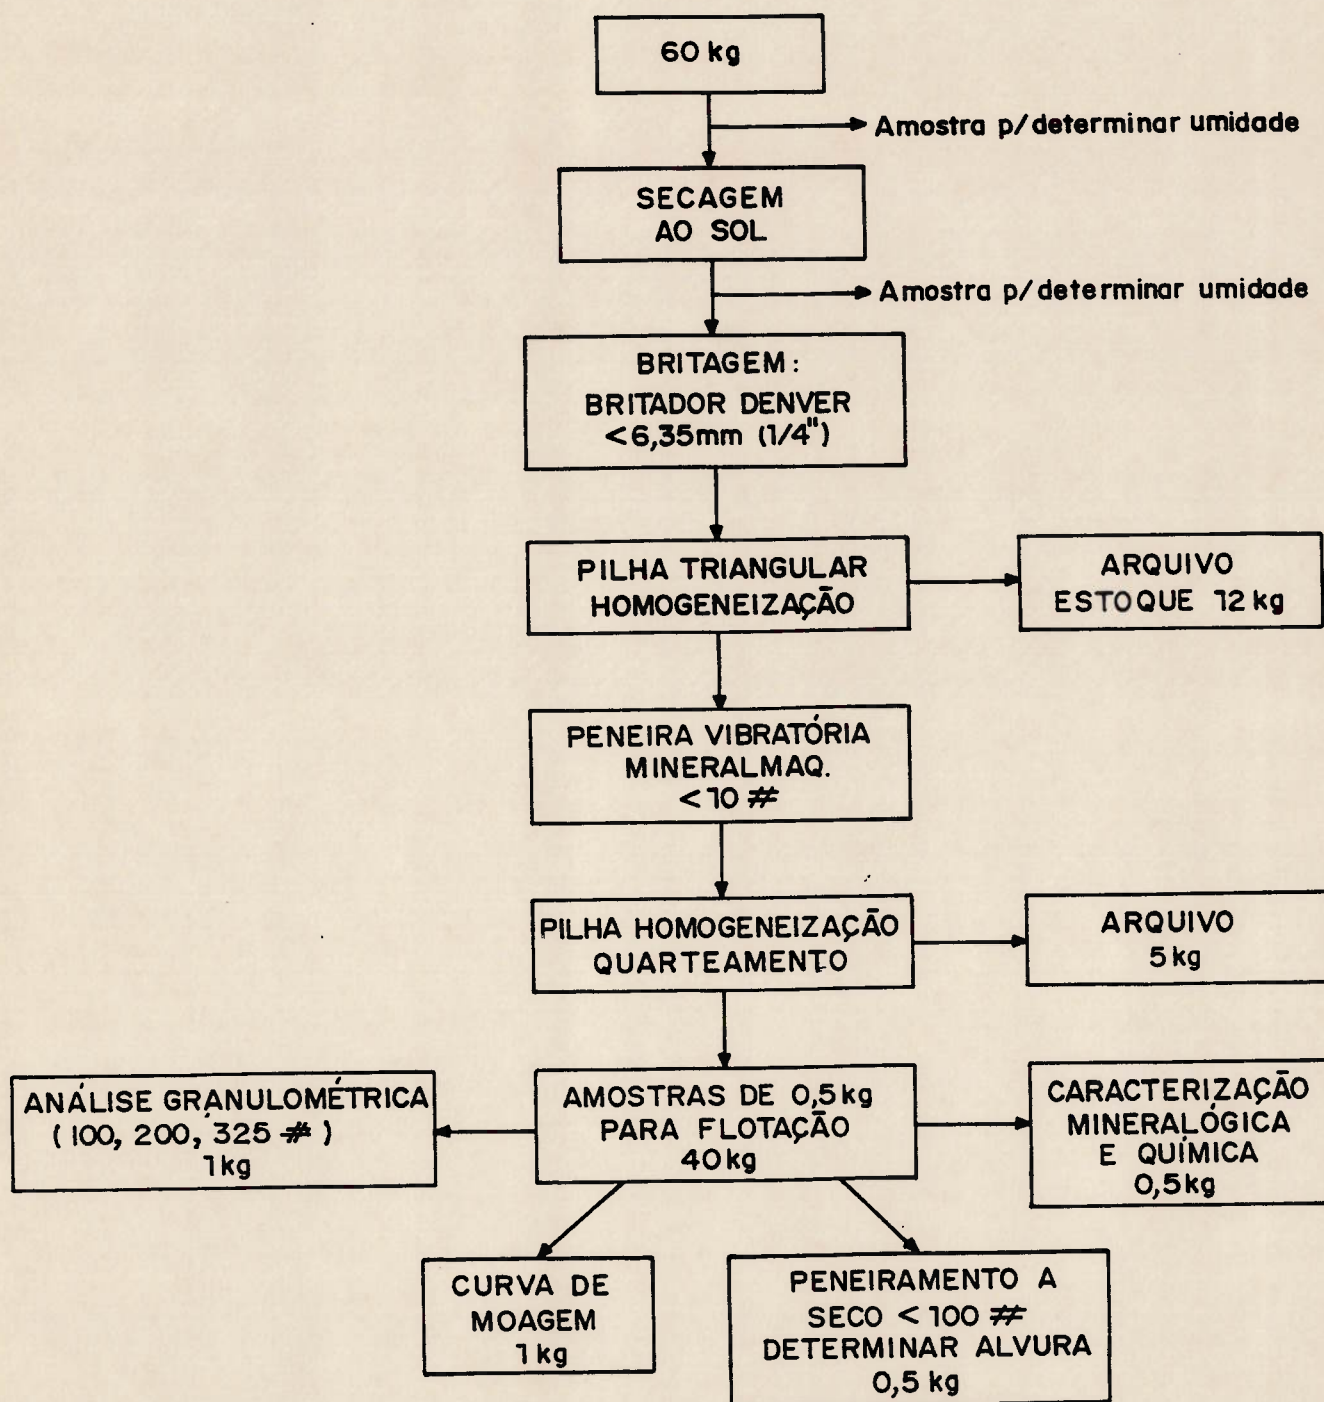 60 kg
Amostra p/determinar umidade
SECAGEM
AO SOL
Amostra p/determinar umidade
BRITAGEM:
BRITADOR DENVER
<6,35mm (1/4")
PILHA TRIANGULAR
HOMOGENEIZAÇÃO
ARQUIVO
ESTOQUE 12 kg
PENEIRA VIBRATÓRIA
MINERALMAQ.
<10 #
PILHA HOMOGENEIZAÇÃO
QUARTEAMENTO
ARQUIVO
5 kg
ANÁLISE GRANULOMÉTRICA
(100, 200, 325 #)
1kg
AMOSTRAS DE 0,5 kg
PARA FLOTAÇÃO
40 kg
CARACTERIZAÇÃO
MINERALÓGICA
E QUÍMICA
0,5 kg
CURVA DE
MOAGEM
1 kg
PENEIRAMENTO A
SECO < 100 #
DETERMINAR ALVURA
0,5 kg